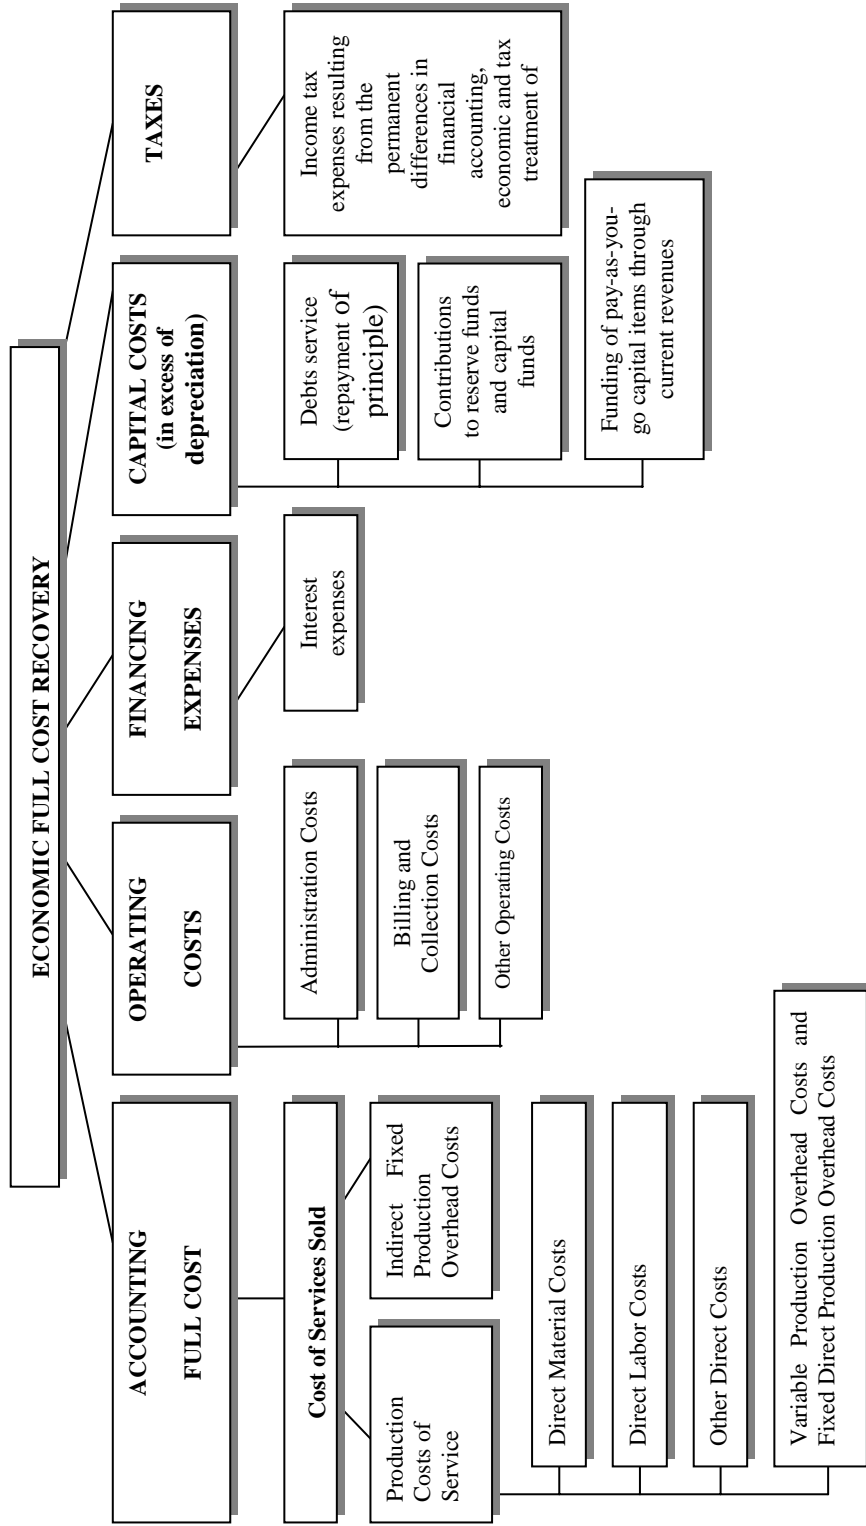 ECONOMIC FULL COST RECOVERY
ACCOUNTING
FULL COST
OPERATING
COSTS
FINANCING
EXPENSES
CAPITAL COSTS
(in excess of
depreciation)
TAXES
Cost of Services Sold
Production
Costs of
Service
Indirect Fixed
Production
Overhead Costs
Direct Material Costs
Direct Labor Costs
Other Direct Costs
Variable Production Overhead Costs and
Fixed Direct Production Overhead Costs
Administration Costs
Billing and
Collection Costs
Other Operating Costs
Interest
expenses
Debts service
(repayment of
principle)
Contributions
to reserve funds
and capital
funds
Funding of pay-as-you-
go capital items through
current revenues
Income tax
expenses resulting
from the
permanent
differences in
financial
accounting,
economic and tax
treatment of